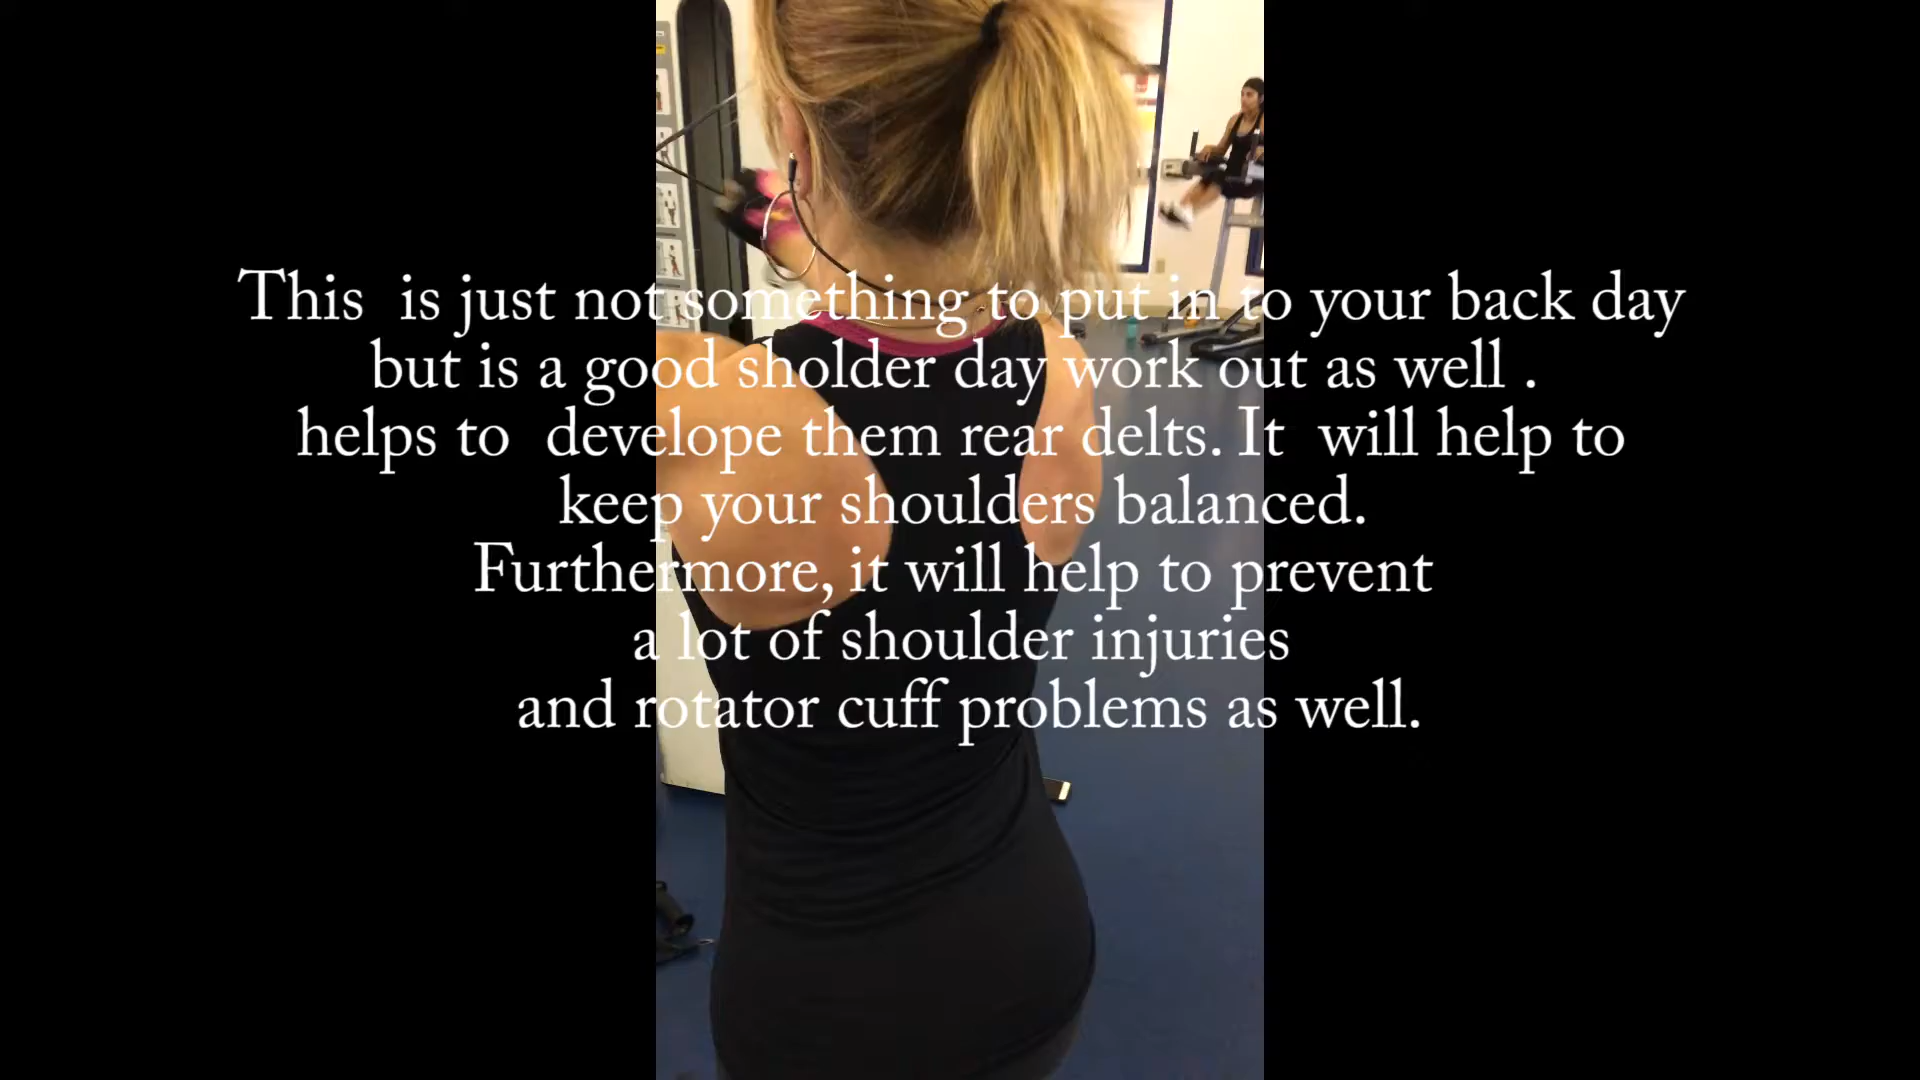 This is just not something to put in to your back day
but is a good sholder day work out as well .
helps to develope them rear delts. It will help to
keep your shoulders balanced.
Furthermore, it will help to prevent
a lot of shoulder injuries
and rotator cuff problems as well.